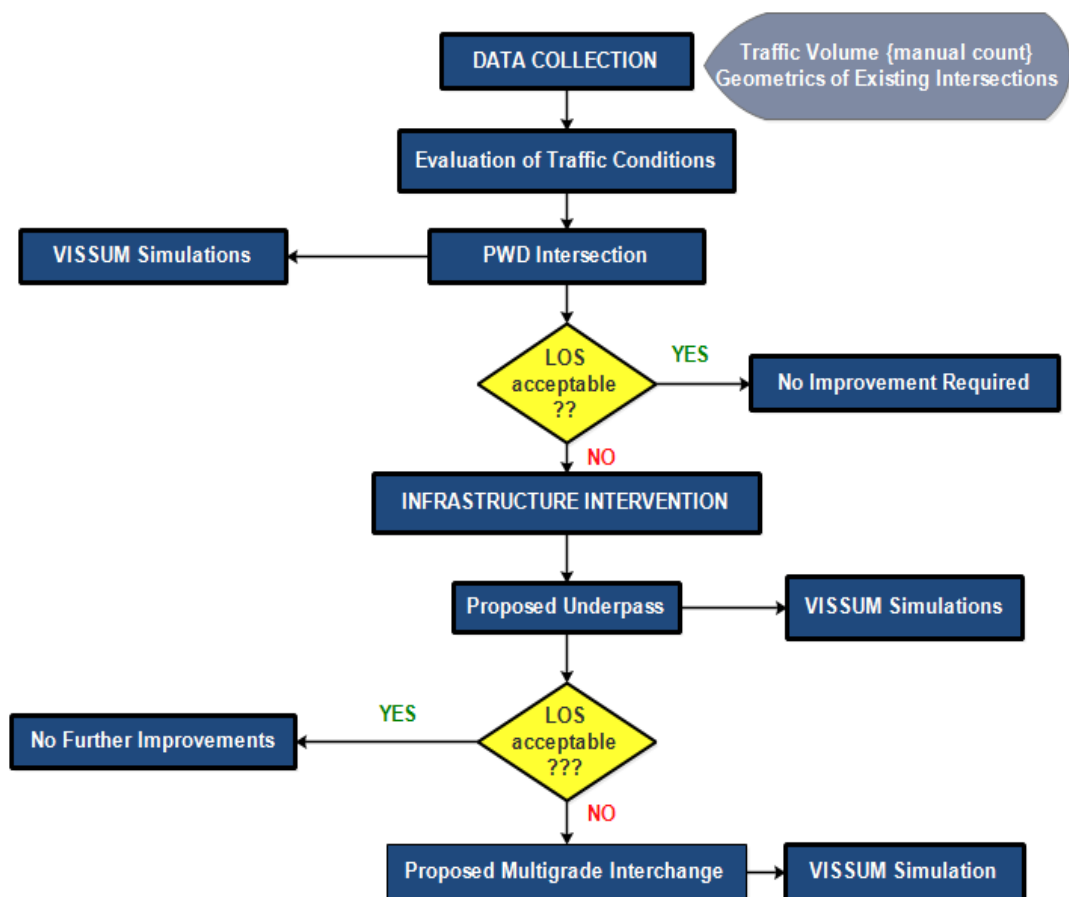 DATA COLLECTION
Traffic Volume {manual count}
Geometrics of Existing Intersections
Evaluation of Traffic Conditions
VISSUM Simulations
PWD Intersection
LOS
acceptable
??
YES
No Improvement Required
NO
INFRASTRUCTURE INTERVENTION
Proposed Underpass
VISSUM Simulations
YES
LOS
acceptable
???
No Further Improvements
NO
Proposed Multigrade Interchange
VISSUM Simulation